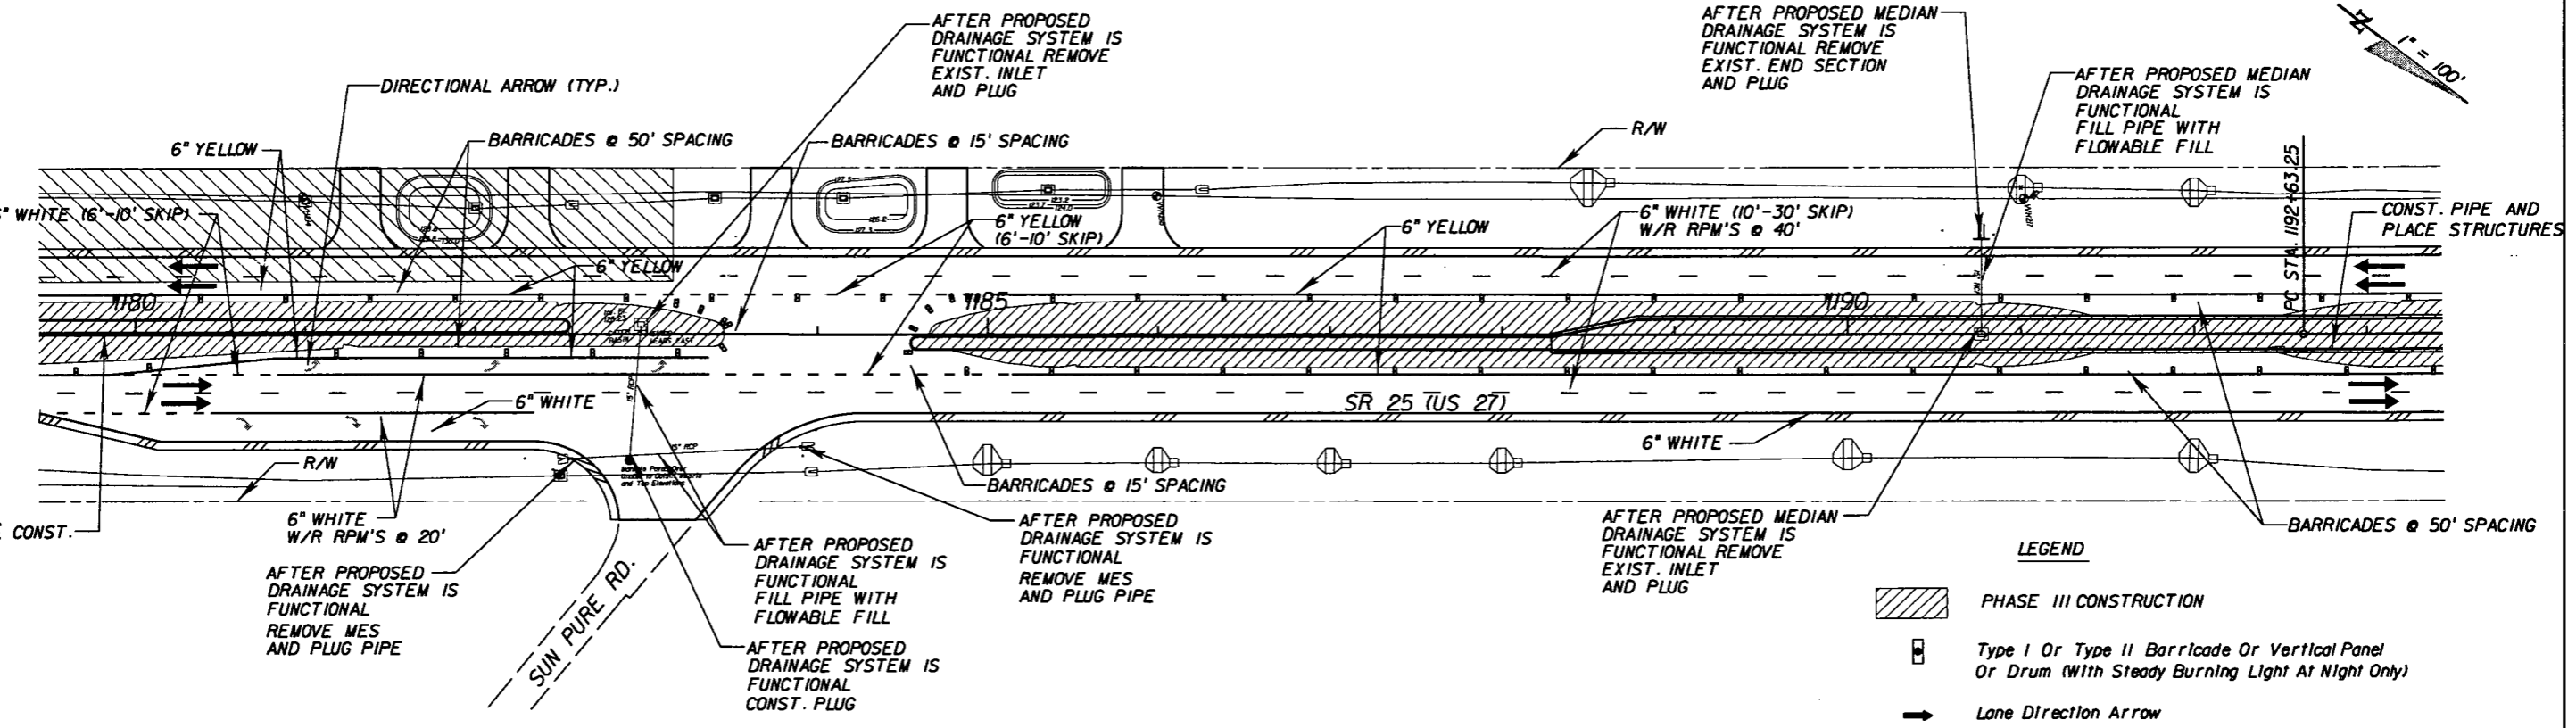 AFTER PROPOSED
DRAINAGE SYSTEM IS
FUNCTIONAL REMOVE
EXIST. INLET
AND PLUG
AFTER PROPOSED MEDIAN
DRAINAGE SYSTEM IS
FUNCTIONAL REMOVE
EXIST. END SECTION
AND PLUG
N
1" = 100'
AFTER PROPOSED MEDIAN
DRAINAGE SYSTEM IS
FUNCTIONAL
FILL PIPE WITH
FLOWABLE FILL
DIRECTIONAL ARROW (TYP.)
6" YELLOW
BARRICADES @ 50' SPACING
BARRICADES @ 15' SPACING
R/W
PC STA. 1192+63.25
6" WHITE (6'-10' SKIP)
6" YELLOW
(6'-10' SKIP)
6" WHITE (10'-30' SKIP)
W/R RPM'S @ 40'
6" YELLOW
CONST. PIPE AND
PLACE STRUCTURES
6" YELLOW
1180
1185
1190
15" RCP
SR 25 (US 27)
6" WHITE
6" WHITE
15" RCP
R/W
BARRICADES @ 15' SPACING
CONST.
6" WHITE
W/R RPM'S @ 20'
AFTER PROPOSED
DRAINAGE SYSTEM IS
FUNCTIONAL
REMOVE MES
AND PLUG PIPE
SUN PURE RD.
AFTER PROPOSED
DRAINAGE SYSTEM IS
FUNCTIONAL
FILL PIPE WITH
FLOWABLE FILL
AFTER PROPOSED
DRAINAGE SYSTEM IS
FUNCTIONAL
CONST. PLUG
AFTER PROPOSED
DRAINAGE SYSTEM IS
FUNCTIONAL
REMOVE MES
AND PLUG PIPE
AFTER PROPOSED MEDIAN
DRAINAGE SYSTEM IS
FUNCTIONAL REMOVE
EXIST. INLET
AND PLUG
BARRICADES @ 50' SPACING
LEGEND
PHASE III CONSTRUCTION
Type I Or Type II Barricade Or Vertical Panel
Or Drum (With Steady Burning Light At Night Only)
Lane Direction Arrow